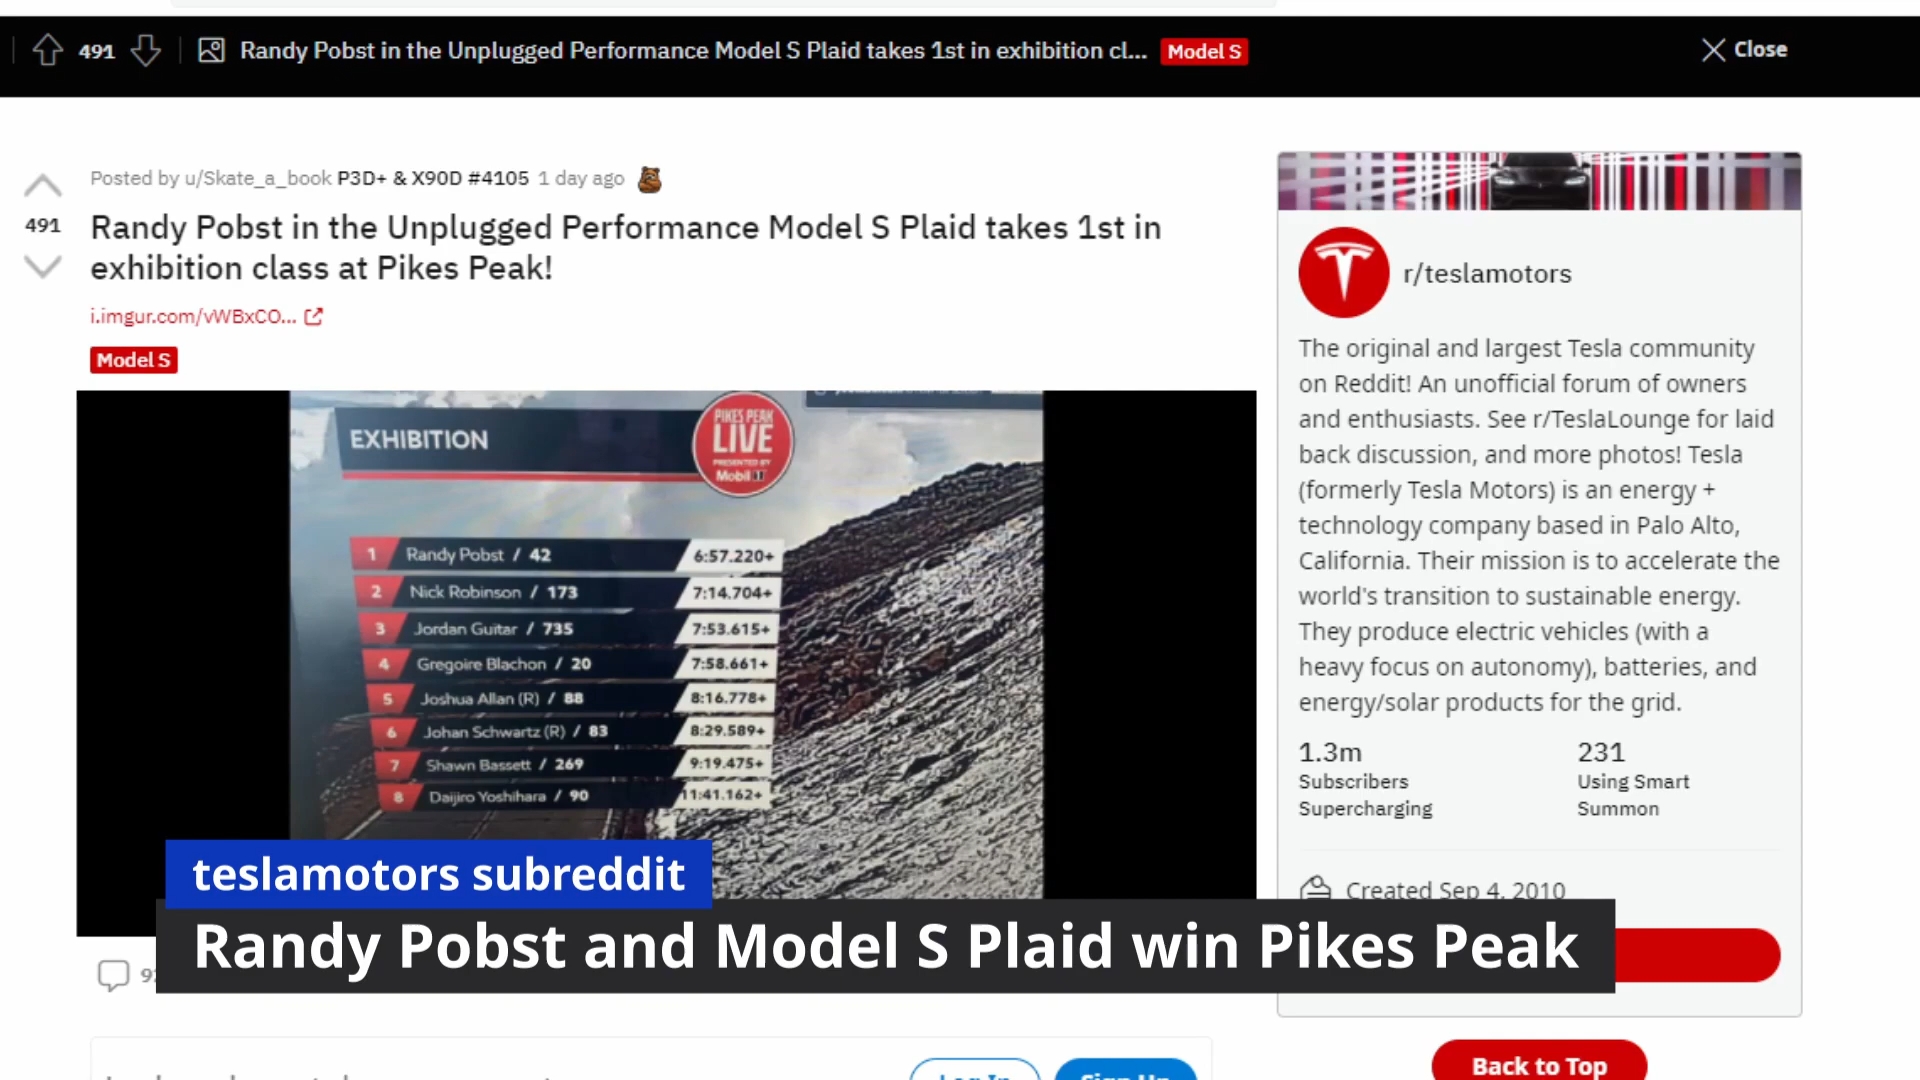 491
Randy Pobst in the Unplugged Performance Model S Plaid takes 1st in exhibition cl...
Model S
Close
Posted by u/Skate_a_book P3D+ & X90D #4105 1 day ago
491
Randy Pobst in the Unplugged Performance Model S Plaid takes 1st in
exhibition class at Pikes Peak!
i.imgur.com/vWBxCO...
Model S
EXHIBITION
PIKES PEAK
LIVE
PRESENTED BY
Mobil 1
1 Randy Pobst / 42 6:57.220+
2 Nick Robinson / 173 7:14.704+
3 Jordan Guitar / 735 7:53.615+
4 Gregoire Blachon / 20 7:58.661+
5 Joshua Allan (R) / 88 8:16.778+
6 Johan Schwartz (R) / 83 8:29.589+
7 Shawn Bassett / 269 9:19.475+
8 Daijiro Yoshihara / 90 11:41.162+
r/teslamotors
The original and largest Tesla community
on Reddit! An unofficial forum of owners
and enthusiasts. See r/TeslaLounge for laid
back discussion, and more photos! Tesla
(formerly Tesla Motors) is an energy +
technology company based in Palo Alto,
California. Their mission is to accelerate the
world's transition to sustainable energy.
They produce electric vehicles (with a
heavy focus on autonomy), batteries, and
energy/solar products for the grid.
1.3m
Subscribers
Supercharging
231
Using Smart
Summon
Created Sep 4, 2010
teslamotors subreddit
Randy Pobst and Model S Plaid win Pikes Peak
Log In
Sign Up
Back to Top